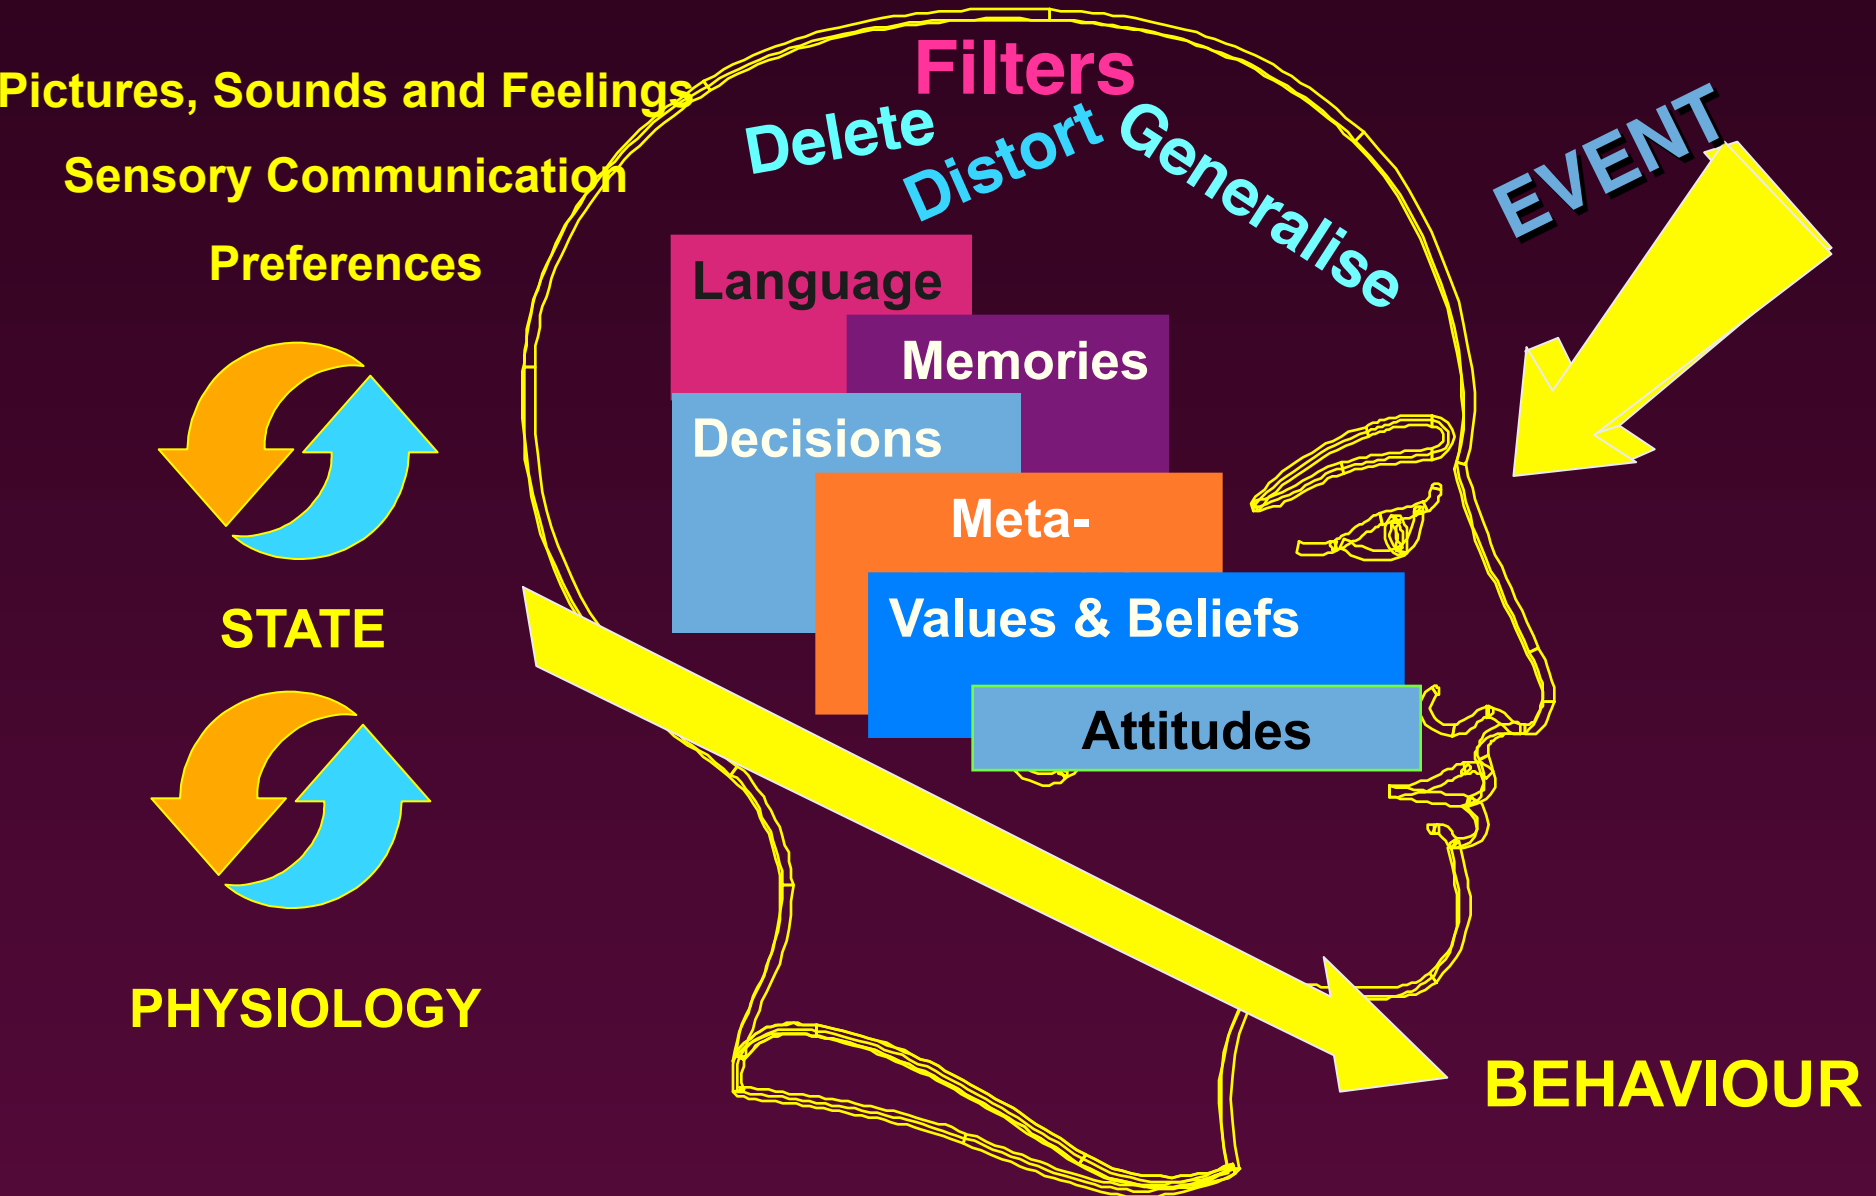 Pictures, Sounds and Feelings
Sensory Communication
Preferences
STATE
PHYSIOLOGY
Filters
Delete
Distort
Generalise
Language
Memories
Decisions
Meta-
Values & Beliefs
Attitudes
EVENT
BEHAVIOUR